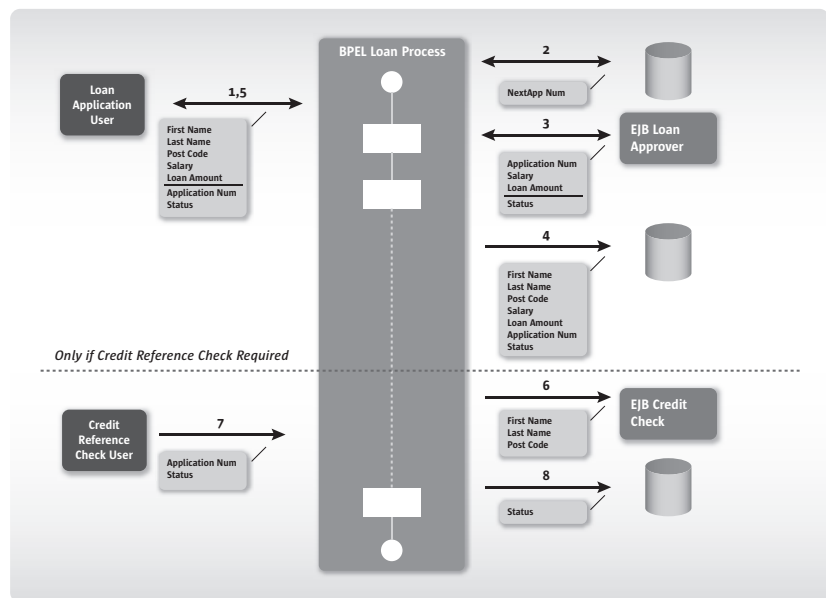 BPEL Loan Process
Loan
Application
User
1,5
First Name
Last Name
Post Code
Salary
Loan Amount
Application Num
Status
2
NextApp Num
3
EJB Loan
Approver
Application Num
Salary
Loan Amount
Status
4
First Name
Last Name
Post Code
Salary
Loan Amount
Application Num
Status
Only if Credit Reference Check Required
Credit
Reference
Check User
7
Application Num
Status
6
EJB Credit
Check
First Name
Last Name
Post Code
8
Status